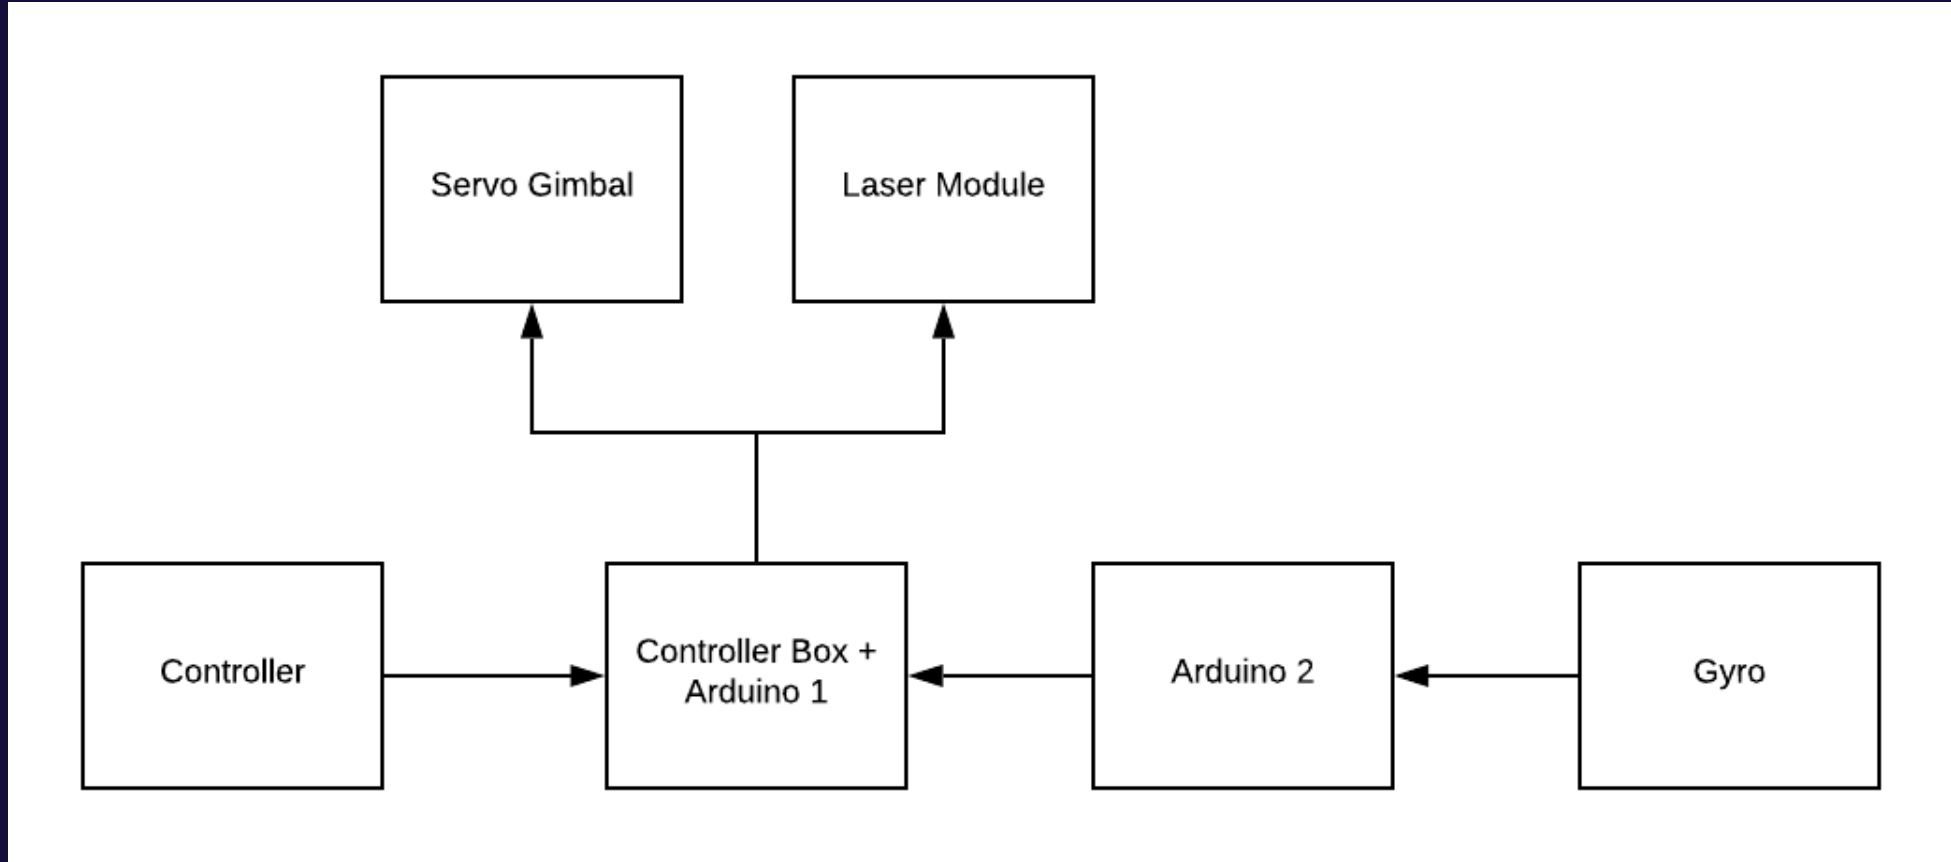 Servo Gimbal
Laser Module
Controller
Controller Box +
Arduino 1
Arduino 2
Gyro